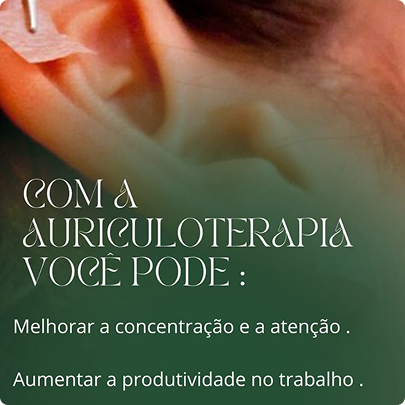 COM A
AURICULOTERAPIA
VOCÊ PODE :
Melhorar a concentração e a atenção .
Aumentar a produtividade no trabalho .